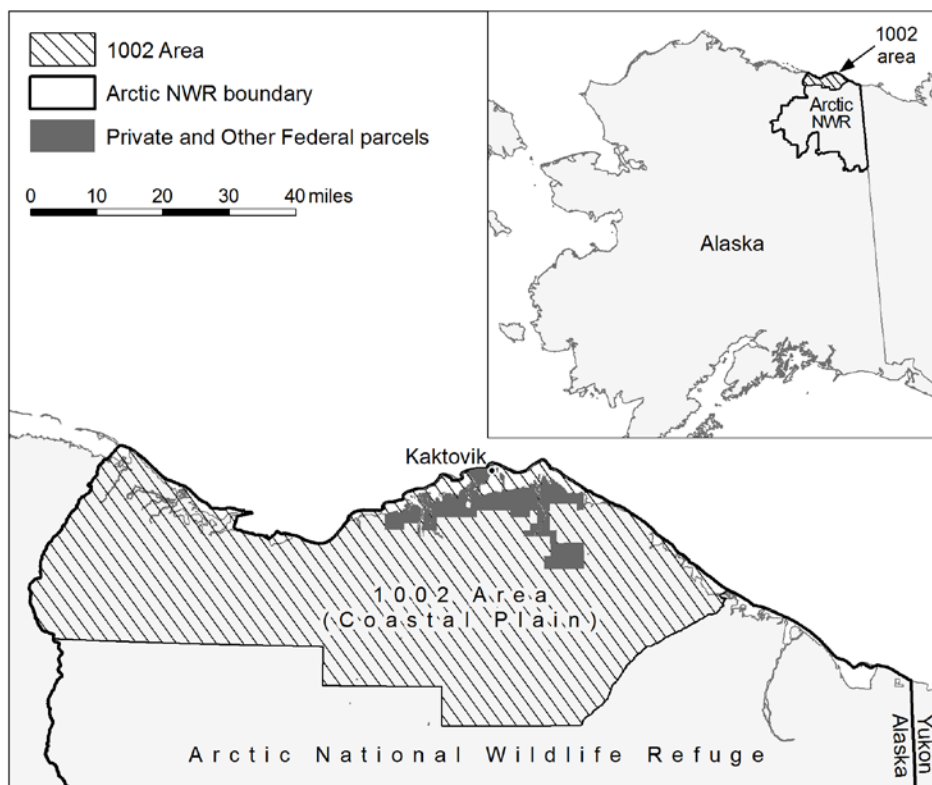 1002 Area
Arctic NWR boundary
Private and Other Federal parcels
0 10 20 30 40 miles
1002
area
Arctic
NWR
Alaska
Kaktovik
1002 Area
(Coastal Plain)
Arctic National Wildlife Refuge
Alaska
Yukon